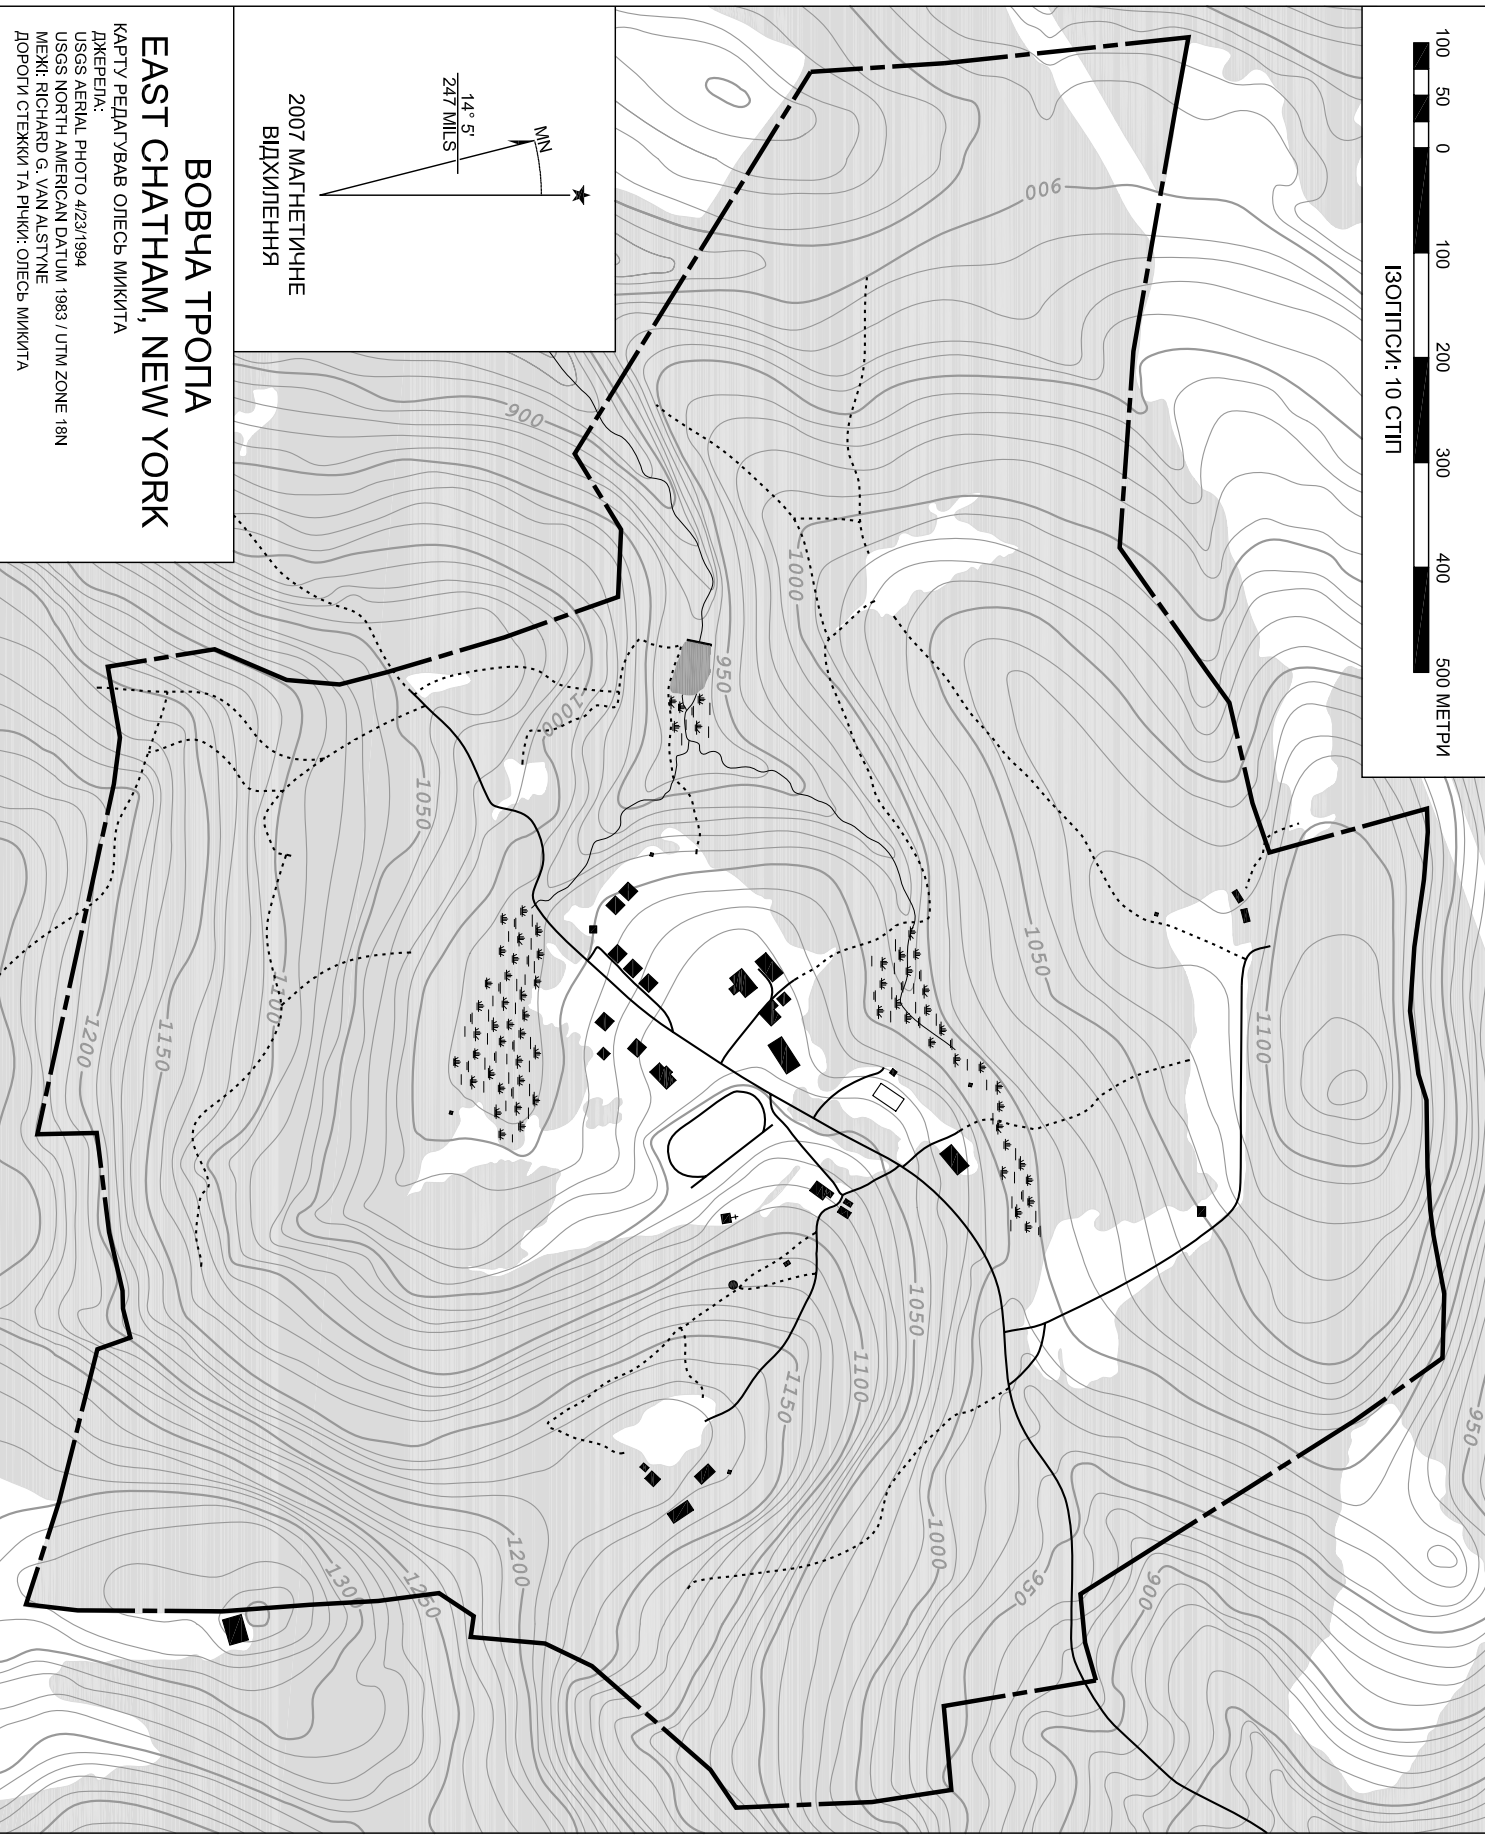 ВОВЧА ТРОПА
EAST CHATHAM, NEW YORK
КАРТУ РЕДАГУВАВ ОЛЕСЬ МИКИТА
ДЖЕРЕЛА:
USGS AERIAL PHOTO 4/23/1994
USGS NORTH AMERICAN DATUM 1983 / UTM ZONE 18N
МЕЖІ: RICHARD G. VAN ALSTYNE
ДОРОГИ СТЕЖКИ ТА РІЧКИ: ОЛЕСЬ МИКИТА
MN
14° 5'
247 MILS
2007 МАГНЕТИЧНЕ
ВІДХИЛЕННЯ
100 50 0 100 200 300 400 500 МЕТРИ
ІЗОГІПСИ: 10 СТІП
900
900
1000
950
1000
1050
1050
1100
1100
1150
1200
1050
1100
1150
1000
950
900
950
1200
1250
1300